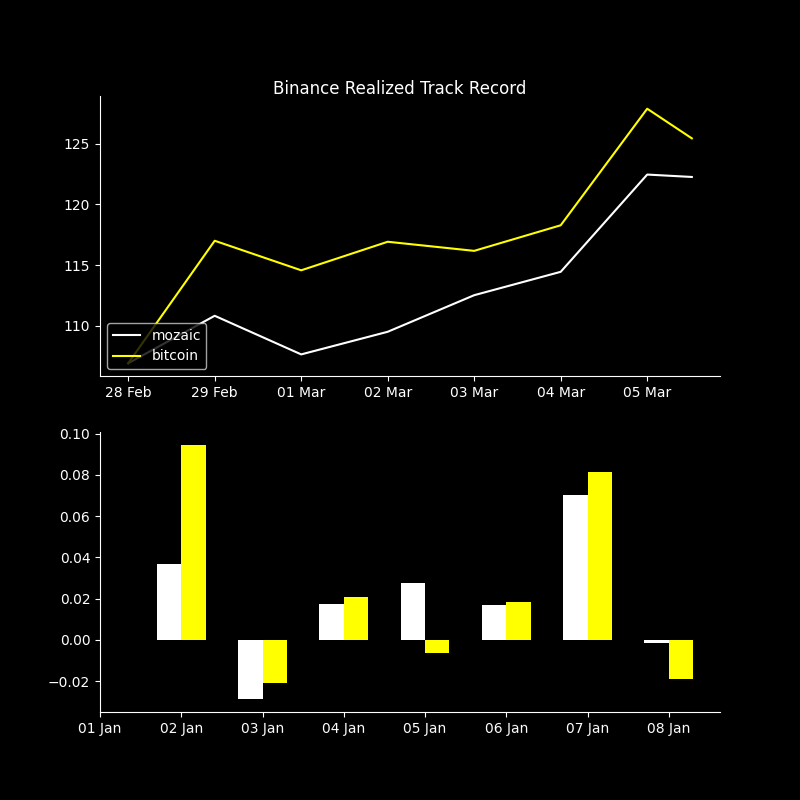 Binance Realized Track Record
125
120
115
110
mozaic
bitcoin
28 Feb 29 Feb 01 Mar 02 Mar 03 Mar 04 Mar 05 Mar
0.10
0.08
0.06
0.04
0.02
0.00
−0.02
01 Jan 02 Jan 03 Jan 04 Jan 05 Jan 06 Jan 07 Jan 08 Jan